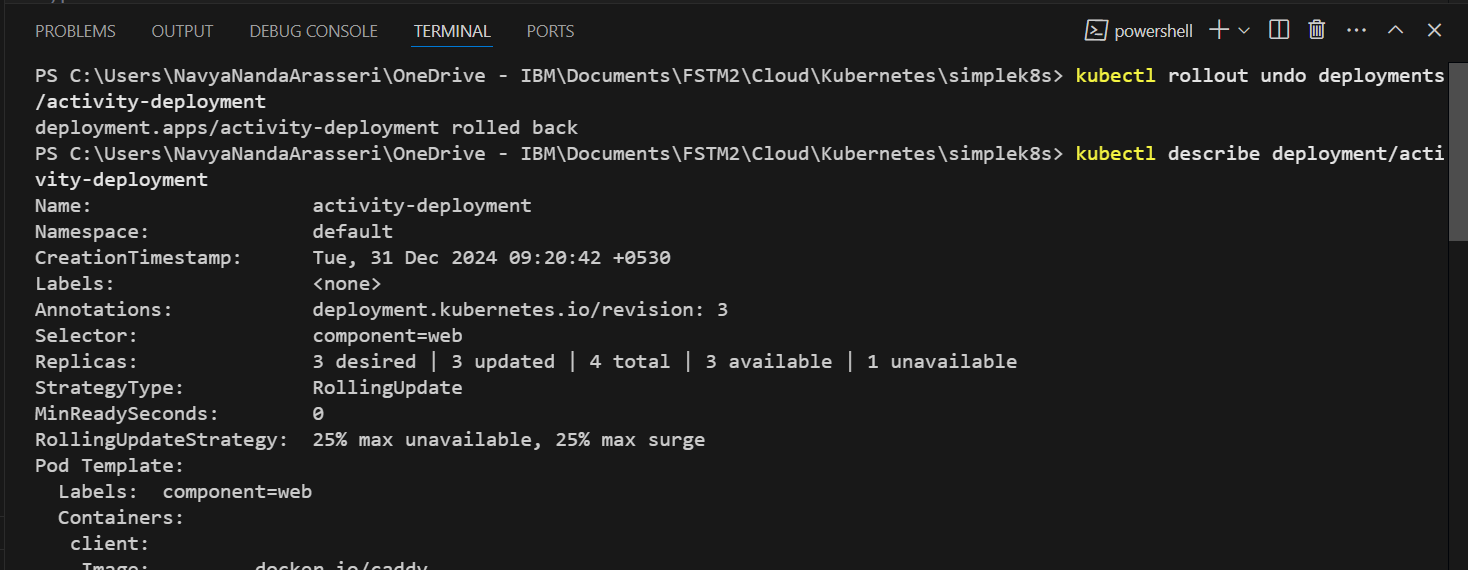 PROBLEMS OUTPUT DEBUG CONSOLE TERMINAL PORTS powershell
PS C:\Users\NavyaNandaArasseri\OneDrive - IBM\Documents\FSTM2\Cloud\Kubernetes\simplek8s> kubectl rollout undo deployments
/activity-deployment
deployment.apps/activity-deployment rolled back
PS C:\Users\NavyaNandaArasseri\OneDrive - IBM\Documents\FSTM2\Cloud\Kubernetes\simplek8s> kubectl describe deployment/acti
vity-deployment
Name: activity-deployment
Namespace: default
CreationTimestamp: Tue, 31 Dec 2024 09:20:42 +0530
Labels: <none>
Annotations: deployment.kubernetes.io/revision: 3
Selector: component=web
Replicas: 3 desired | 3 updated | 4 total | 3 available | 1 unavailable
StrategyType: RollingUpdate
MinReadySeconds: 0
RollingUpdateStrategy: 25% max unavailable, 25% max surge
Pod Template:
Labels: component=web
Containers:
client:
Image: docker.io/caddy